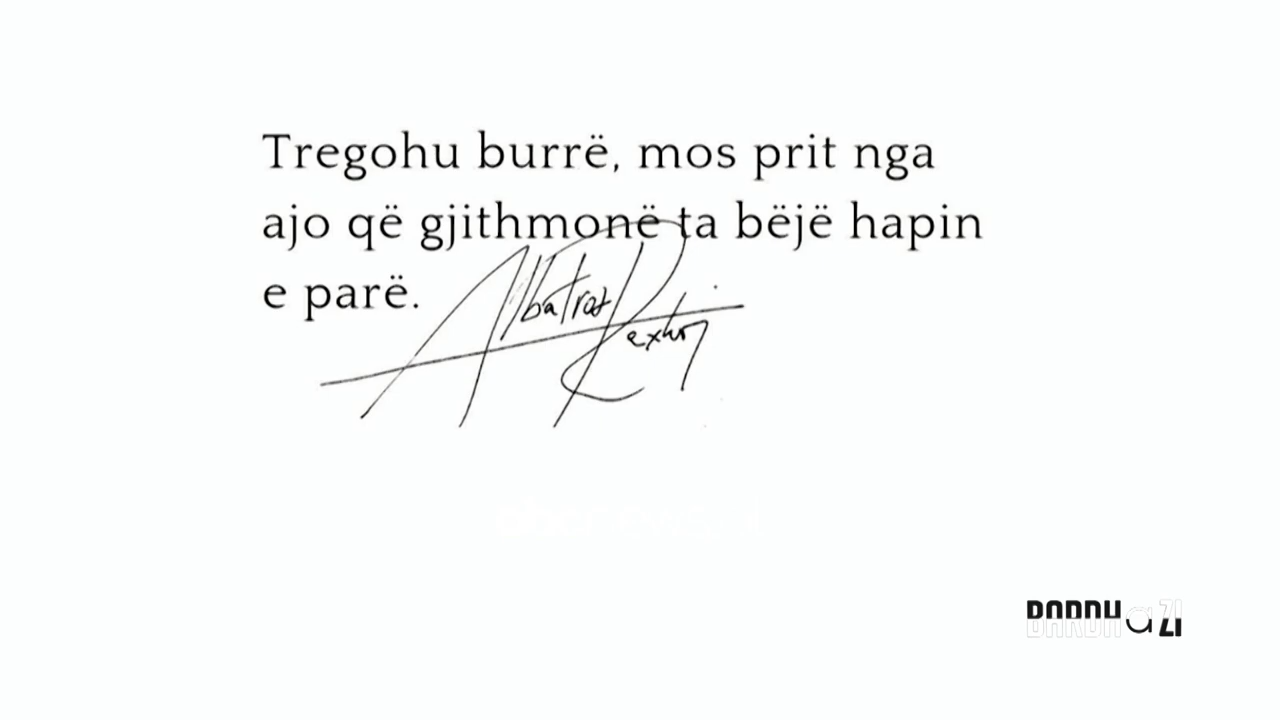 Tregohu burrë, mos prit nga
ajo që gjithmonë ta bëjë hapin
e parë.
Albatros Rexhaj
BARDH a ZI